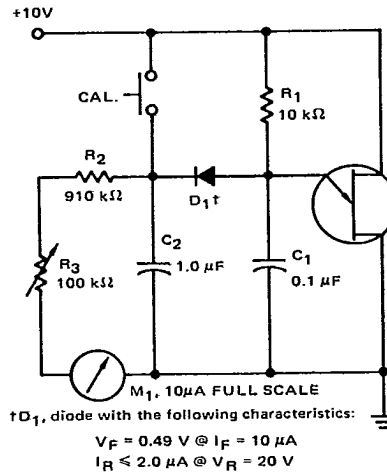 +10V
CAL.
R1
10 kΩ
R2
910 kΩ
D1†
C2
1.0 μF
C1
0.1 μF
R3
100 kΩ
M1, 10μA FULL SCALE
†D1, diode with the following characteristics:
VF = 0.49 V @ IF = 10 μA
IR ≤ 2.0 μA @ VR = 20 V